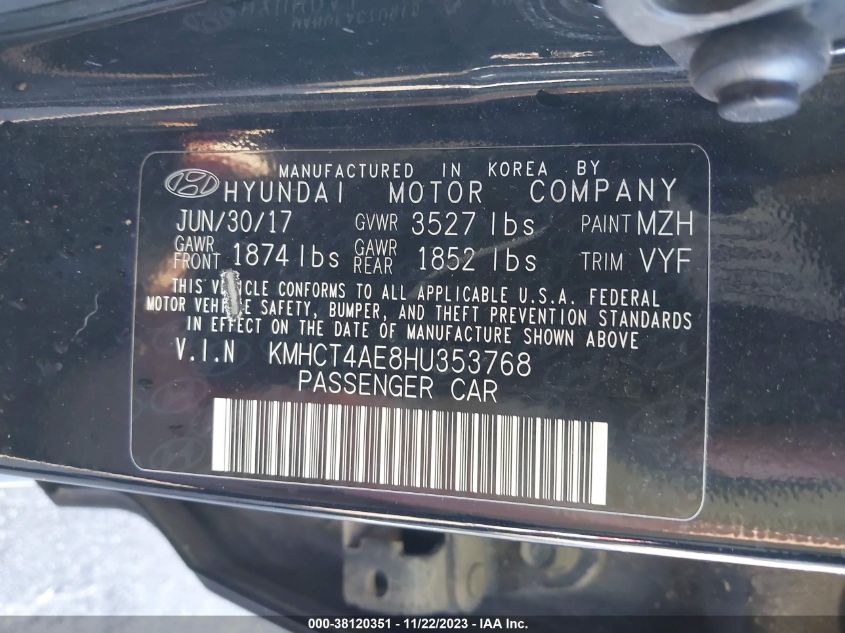 MANUFACTURED IN KOREA BY
HYUNDAI MOTOR COMPANY
JUN/30/17 GVWR 3527 lbs PAINT MZH
GAWR FRONT 1874 lbs GAWR REAR 1852 lbs TRIM VYF
THIS VEHICLE CONFORMS TO ALL APPLICABLE U.S.A. FEDERAL
MOTOR VEHICLE SAFETY, BUMPER, AND THEFT PREVENTION STANDARDS
IN EFFECT ON THE DATE OF MANUFACTURE SHOWN ABOVE
V.I.N KMHCT4AE8HU353768
PASSENGER CAR
000-38120351 - 11/22/2023 - IAA Inc.